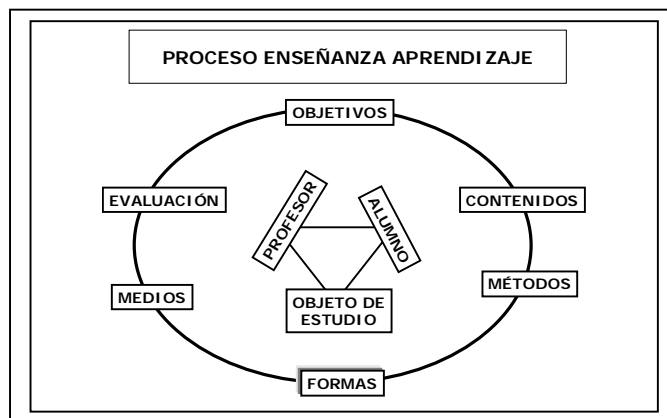 PROCESO ENSEÑANZA APRENDIZAJE
OBJETIVOS
EVALUACIÓN
PROFESOR
ALUMNO
CONTENIDOS
MEDIOS
OBJETO DE
ESTUDIO
MÉTODOS
FORMAS